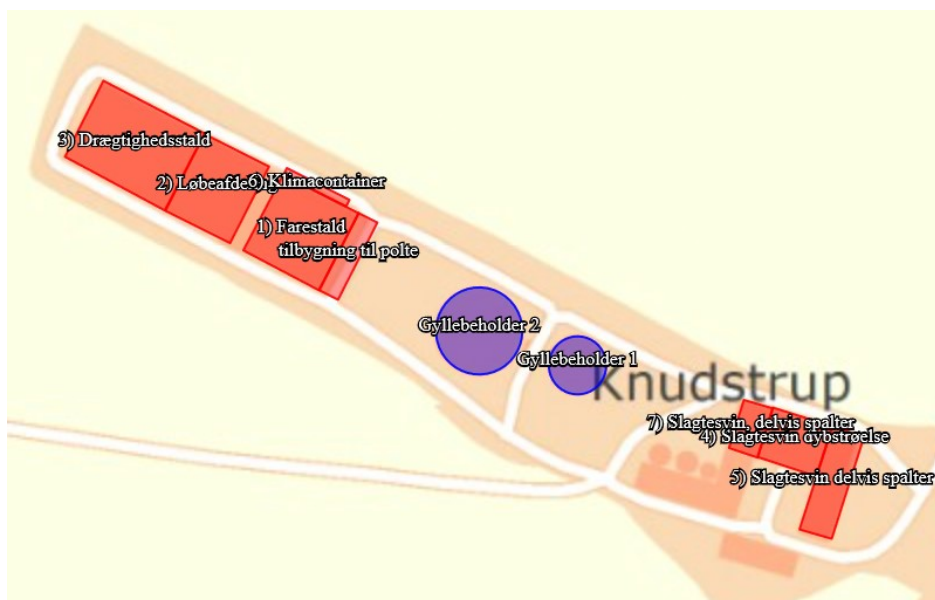 3) Drægtighedsstald
2) Løbeafdeling
6) Klimacontainer
1) Farestald
tilbygning til polte
Gyllebeholder 2
Gyllebeholder 1
Knudstrup
7) Slagtesvin, delvis spalter
4) Slagtesvin dybstrøelse
5) Slagtesvin delvis spalter